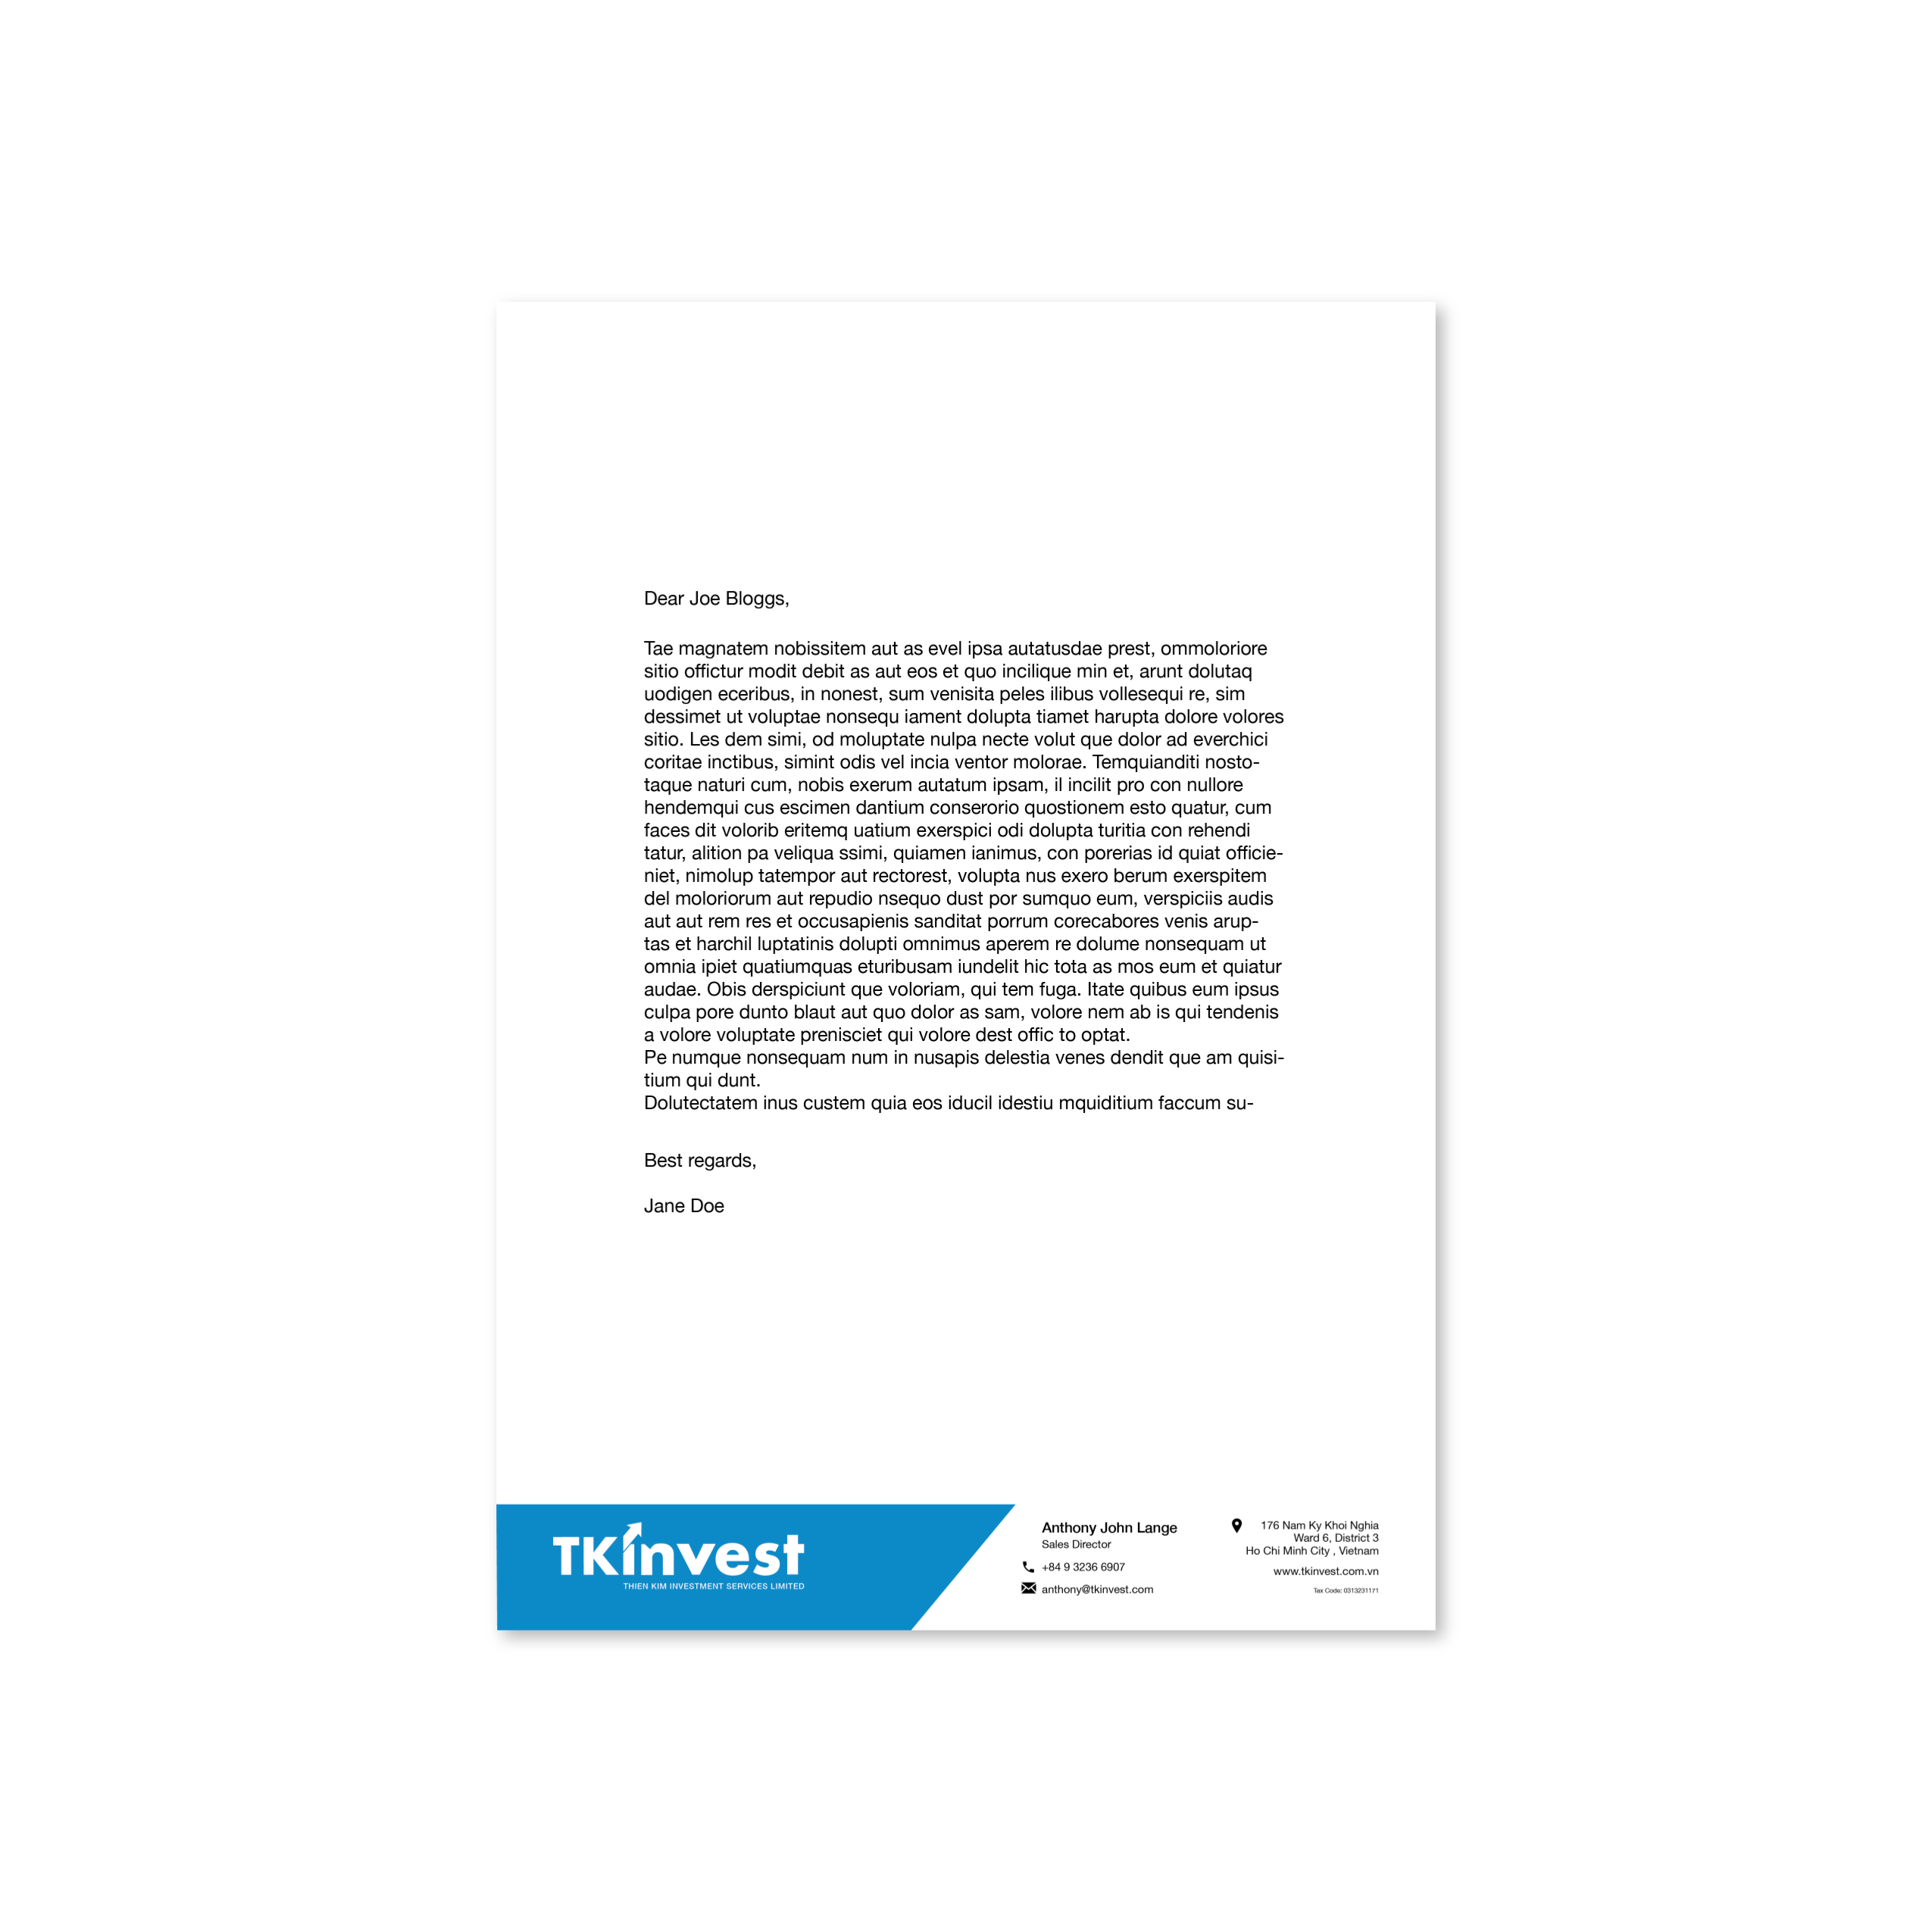 Dear Joe Bloggs,
Tae magnatem nobissitem aut as evel ipsa autatusdae prest, ommoloriore
sitio offictur modit debit as aut eos et quo incilique min et, arunt dolutaq
uodigen eceribus, in nonest, sum venisita peles ilibus vollesequi re, sim
dessimet ut voluptae nonsequ iament dolupta tiamet harupta dolore volores
sitio. Les dem simi, od moluptate nulpa necte volut que dolor ad everchici
coritae inctibus, simint odis vel incia ventor molorae. Temquianditi nosto-
taque naturi cum, nobis exerum autatum ipsam, il incilit pro con nullore
hendemqui cus escimen dantium conserorio quostionem esto quatur, cum
faces dit volorib eritemq uatium exerspici odi dolupta turitia con rehendi
tatur, alition pa veliqua ssimi, quiamen ianimus, con porerias id quiat officie-
niet, nimolup tatempor aut rectorest, volupta nus exero berum exerspitem
del moloriorum aut repudio nsequo dust por sumquo eum, verspiciis audis
aut aut rem res et occusapienis sanditat porrum corecabores venis arup-
tas et harchil luptatinis dolupti omnimus aperem re dolume nonsequam ut
omnia ipiet quatiumquas eturibusam iundelit hic tota as mos eum et quiatur
audae. Obis derspiciunt que voloriam, qui tem fuga. Itate quibus eum ipsus
culpa pore dunto blaut aut quo dolor as sam, volore nem ab is qui tendenis
a volore voluptate prenisciet qui volore dest offic to optat.
Pe numque nonsequam num in nusapis delestia venes dendit que am quisi-
tium qui dunt.
Dolutectatem inus custem quia eos iducil idestiu mquiditium faccum su-
Best regards,
Jane Doe
TKinvest
THIEN KIM INVESTMENT SERVICES LIMITED
Anthony John Lange
Sales Director
+84 9 3236 6907
anthony@tkinvest.com
176 Nam Ky Khoi Nghia
Ward 6, District 3
Ho Chi Minh City , Vietnam
www.tkinvest.com.vn
Tax Code: 0313231171